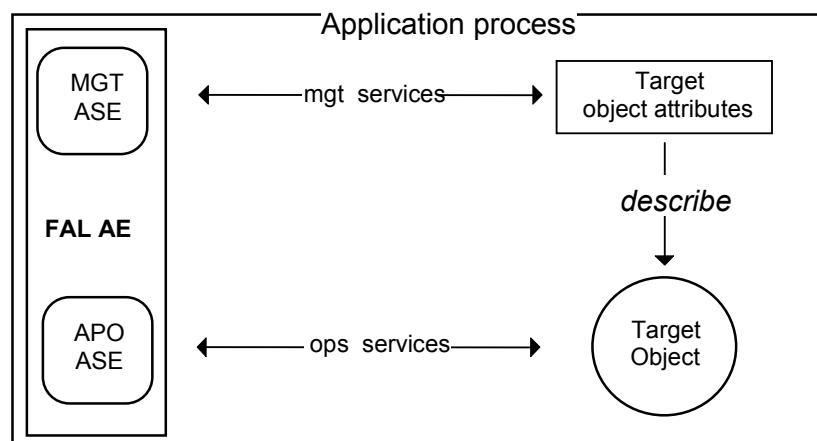 Application process
MGT
ASE
mgt services
Target
object attributes
describe
FAL AE
APO
ASE
ops services
Target
Object